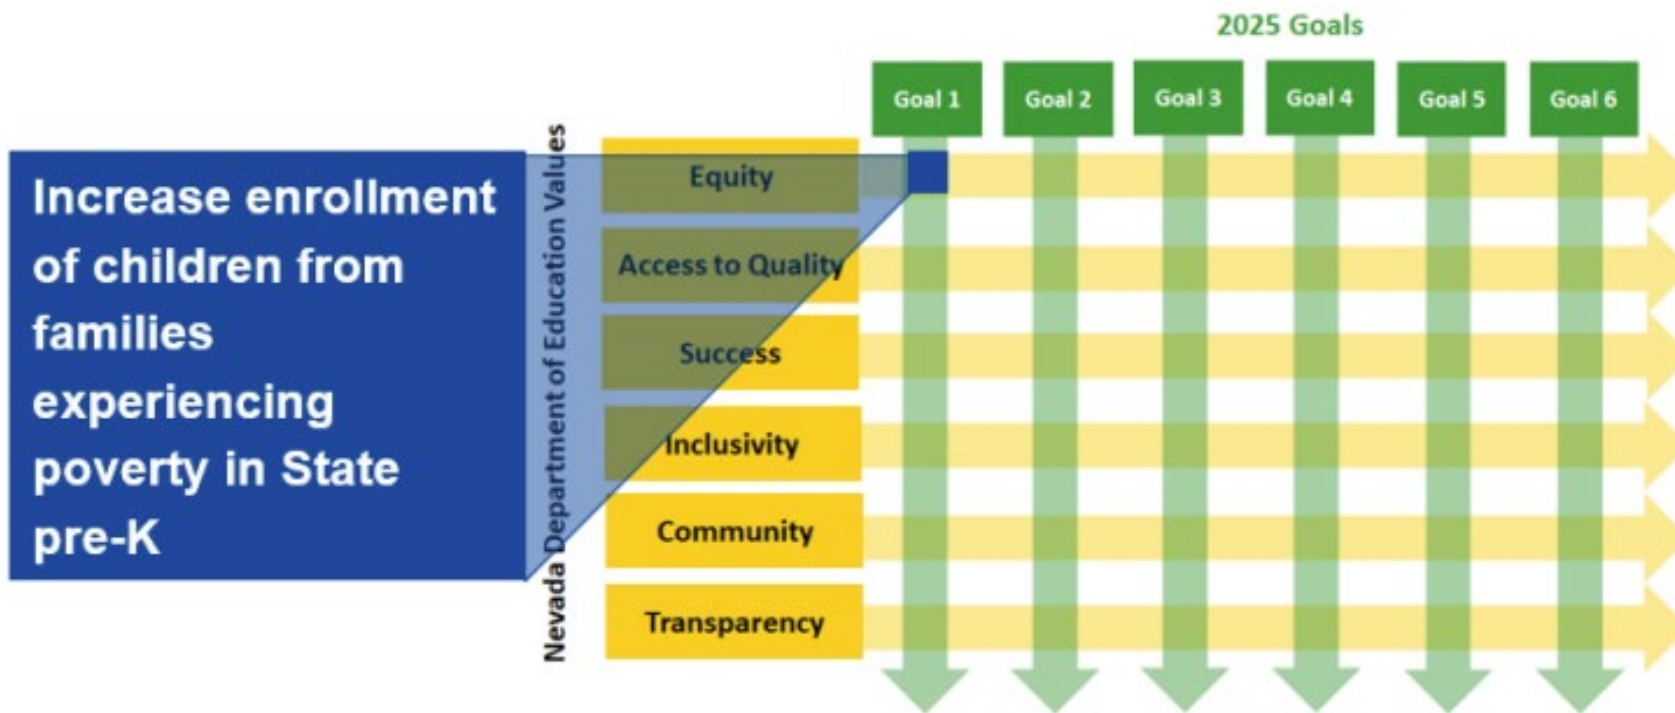 2025 Goals
Goal 1
Goal 2
Goal 3
Goal 4
Goal 5
Goal 6
Increase enrollment
of children from
families
experiencing
poverty in State
pre-K
Nevada Department of Education Values
Equity
Access to Quality
Success
Inclusivity
Community
Transparency